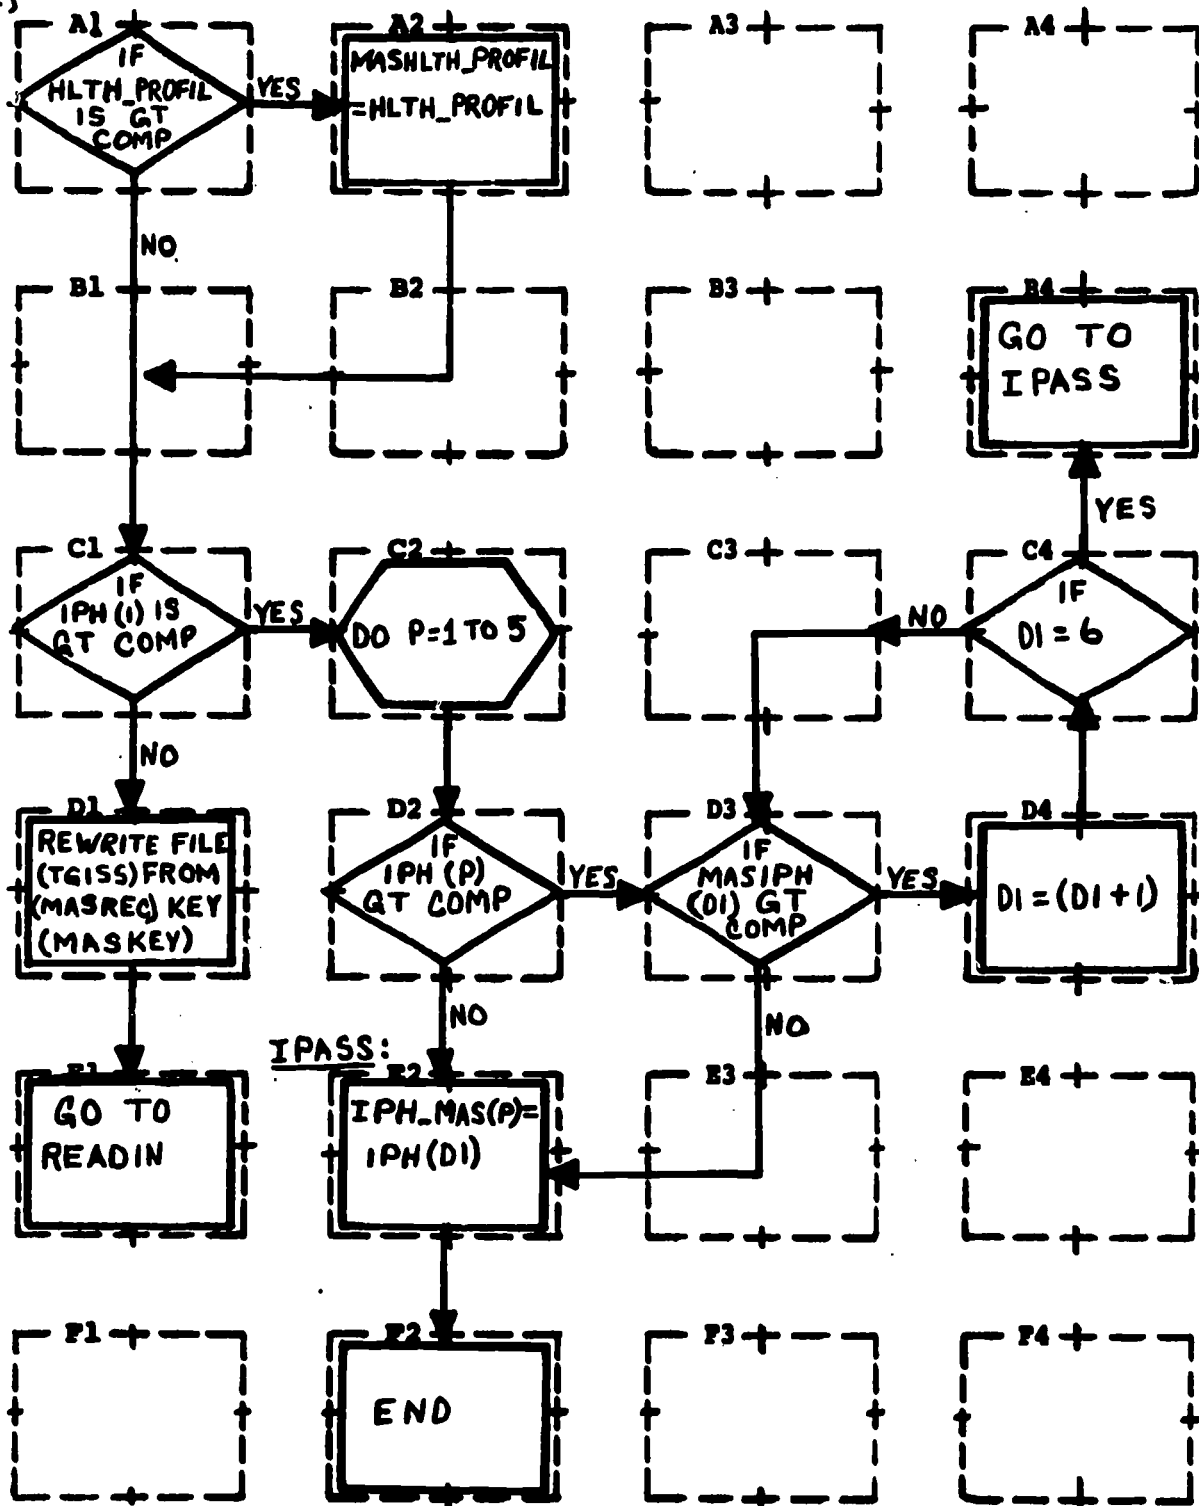 A1
IF
HLTH_PROFIL
IS GT
COMP
YES
A2
MASHLTH_PROFIL
=HLTH_PROFIL
A3
A4
NO
B1
B2
B3
B4
GO TO
IPASS
YES
C1
IF
IPH(1) IS
GT COMP
YES
C2
DO P=1 TO 5
C3
NO
C4
IF
DI = 6
NO
D1
REWRITE FILE
(TGISS) FROM
(MASREC) KEY
(MASKEY)
D2
IF
IPH (P)
GT COMP
YES
D3
IF
MASIPH
(DI) GT
COMP
YES
D4
DI = (DI + 1)
NO
NO
IPASS:
E1
GO TO
READIN
E2
IPH_MAS(P)=
IPH(DI)
E3
E4
F1
F2
END
F3
F4